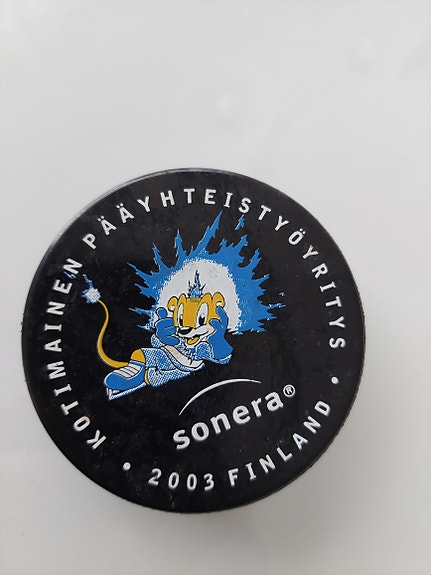 KOTIMAINEN PÄÄYHTEISTYÖYRITYS
sonera®
• 2003 FINLAND •